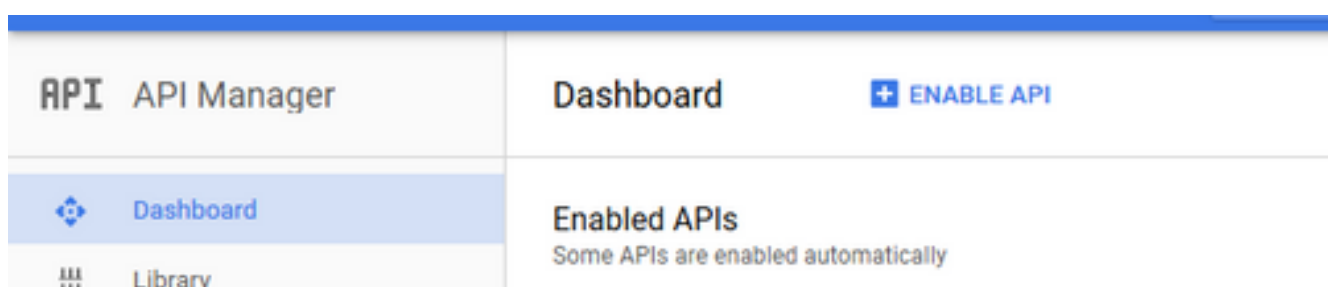 API API Manager
Dashboard
ENABLE API
Dashboard
Library
Enabled APIs
Some APIs are enabled automatically